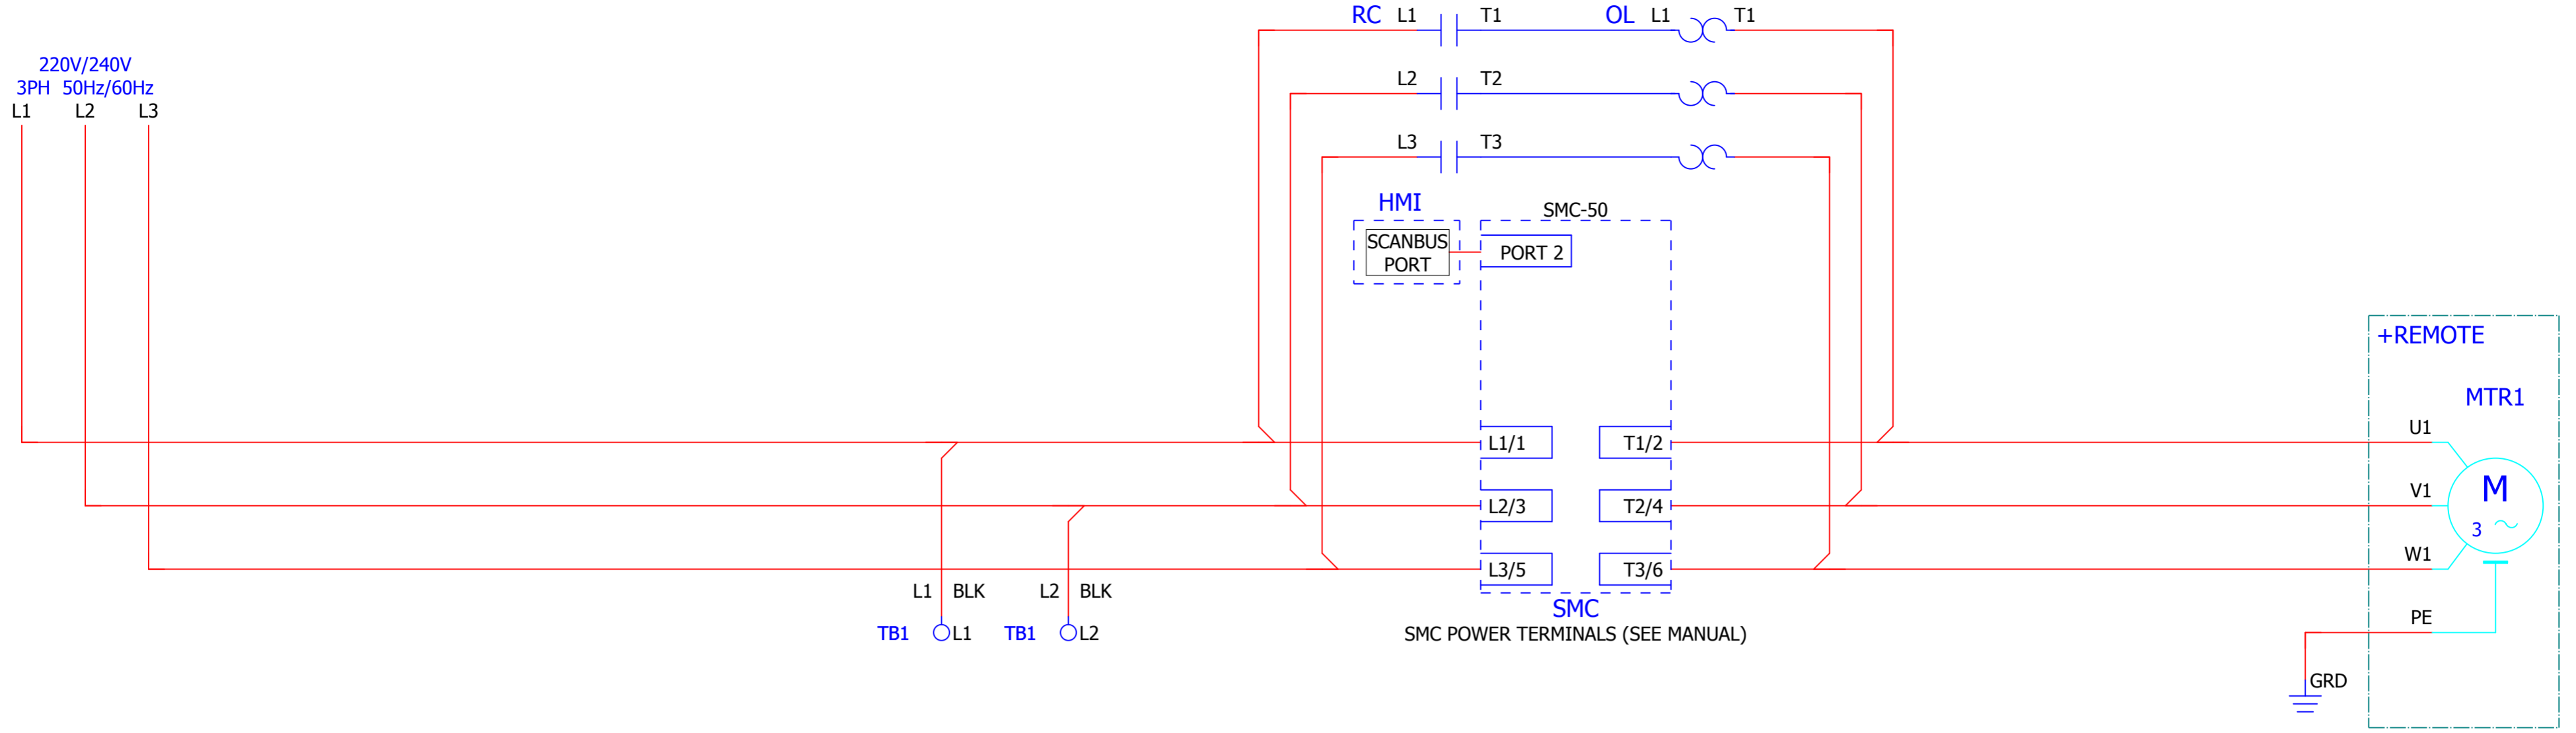 RC L1 T1 OL L1 T1
220V/240V
3PH 50Hz/60Hz
L1 L2 L3
L2 T2
L3 T3
HMI
SCANBUS
PORT
SMC-50
PORT 2
+REMOTE
MTR1
L1/1 T1/2 U1
L2/3 T2/4 V1
M
3
L3/5 T3/6 W1
L1 BLK L2 BLK
SMC
TB1 L1 TB1 L2
SMC POWER TERMINALS (SEE MANUAL)
PE
GRD